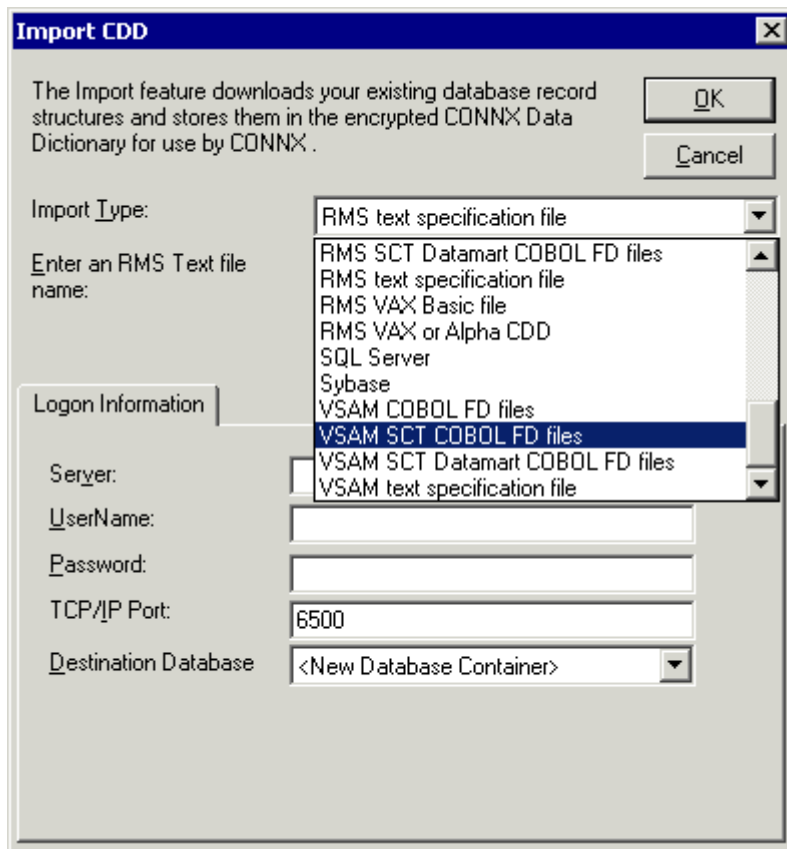 Import CDD
The Import feature downloads your existing database record
structures and stores them in the encrypted CONNX Data
Dictionary for use by CONNX .
OK
Cancel
Import Type:
RMS text specification file
Enter an RMS Text file
name:
RMS SCT Datamart COBOL FD files
RMS text specification file
RMS VAX Basic file
RMS VAX or Alpha CDD
SQL Server
Sybase
VSAM COBOL FD files
VSAM SCT COBOL FD files
VSAM SCT Datamart COBOL FD files
VSAM text specification file
Logon Information
Server:
UserName:
Password:
TCP/IP Port:
6500
Destination Database
<New Database Container>